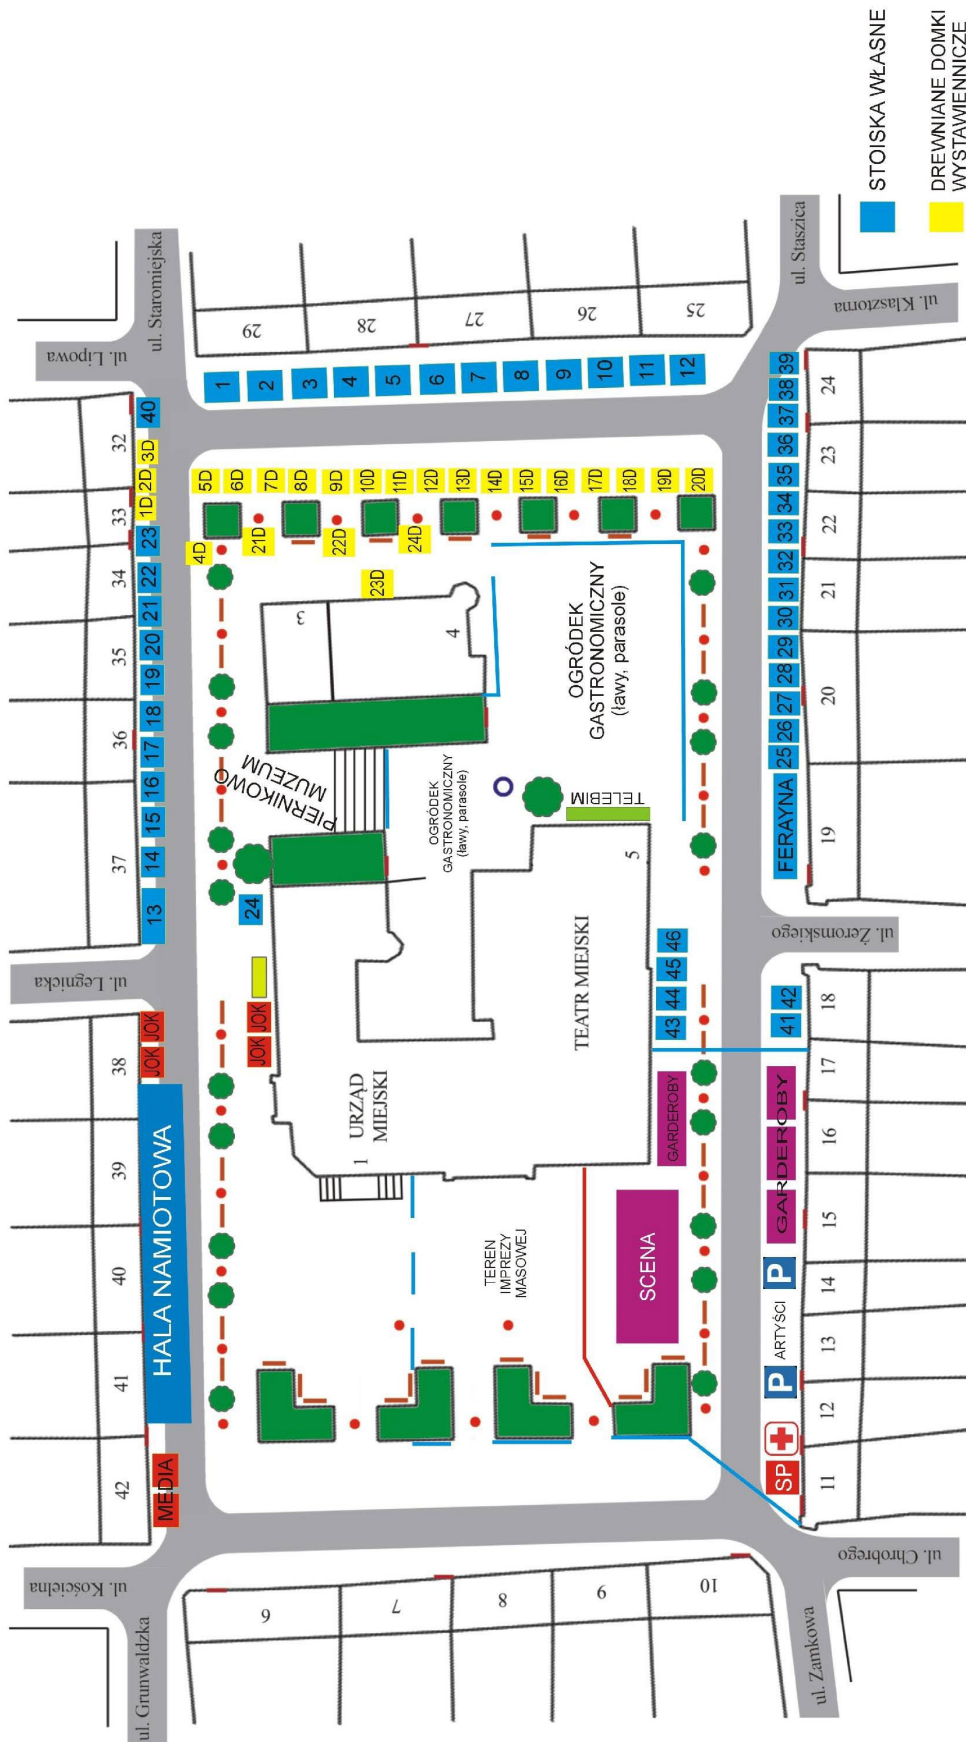 STOISKA WŁASNE
DREWNIANE DOMKI
WYSTAWIENNICZE
ul. Grunwaldzka
ul. Kościelna
ul. Legnicka
ul. Lipowa
ul. Staromiejska
42
41
40
39
38
37
36
35
34
33
32
MEDIA
HALA NAMIOTOWA
JOK
JOK
13
14
15
16
17
18
19
20
21
22
23
1D
2D
3D
40
JOK
JOK
24
4D
5D
6D
7D
8D
9D
10D
11D
12D
13D
14D
15D
16D
17D
18D
19D
20D
21D
22D
23D
24D
1
2
3
4
5
6
7
8
9
10
11
12
29
28
27
26
25
PIERNIKOWO
MUZEUM
3
4
1
URZĄD
MIEJSKI
OGRÓDEK
GASTRONOMICZNY
(ławy, parasole)
OGRÓDEK
GASTRONOMICZNY
(ławy, parasole)
TELEBIM
5
TEATR MIEJSKI
TEREN
IMPREZY
MASOWEJ
SCENA
GARDEROBY
43
44
45
46
6
7
8
9
10
SP
P
ARTYŚCI
P
GARDEROBY
41
42
FERAYNA
25
26
27
28
29
30
31
32
33
34
35
36
37
38
39
11
12
13
14
15
16
17
18
19
20
21
22
23
24
ul. Zamkowa
ul. Chrobrego
ul. Żeromskiego
ul. Klasztorna
ul. Staszica